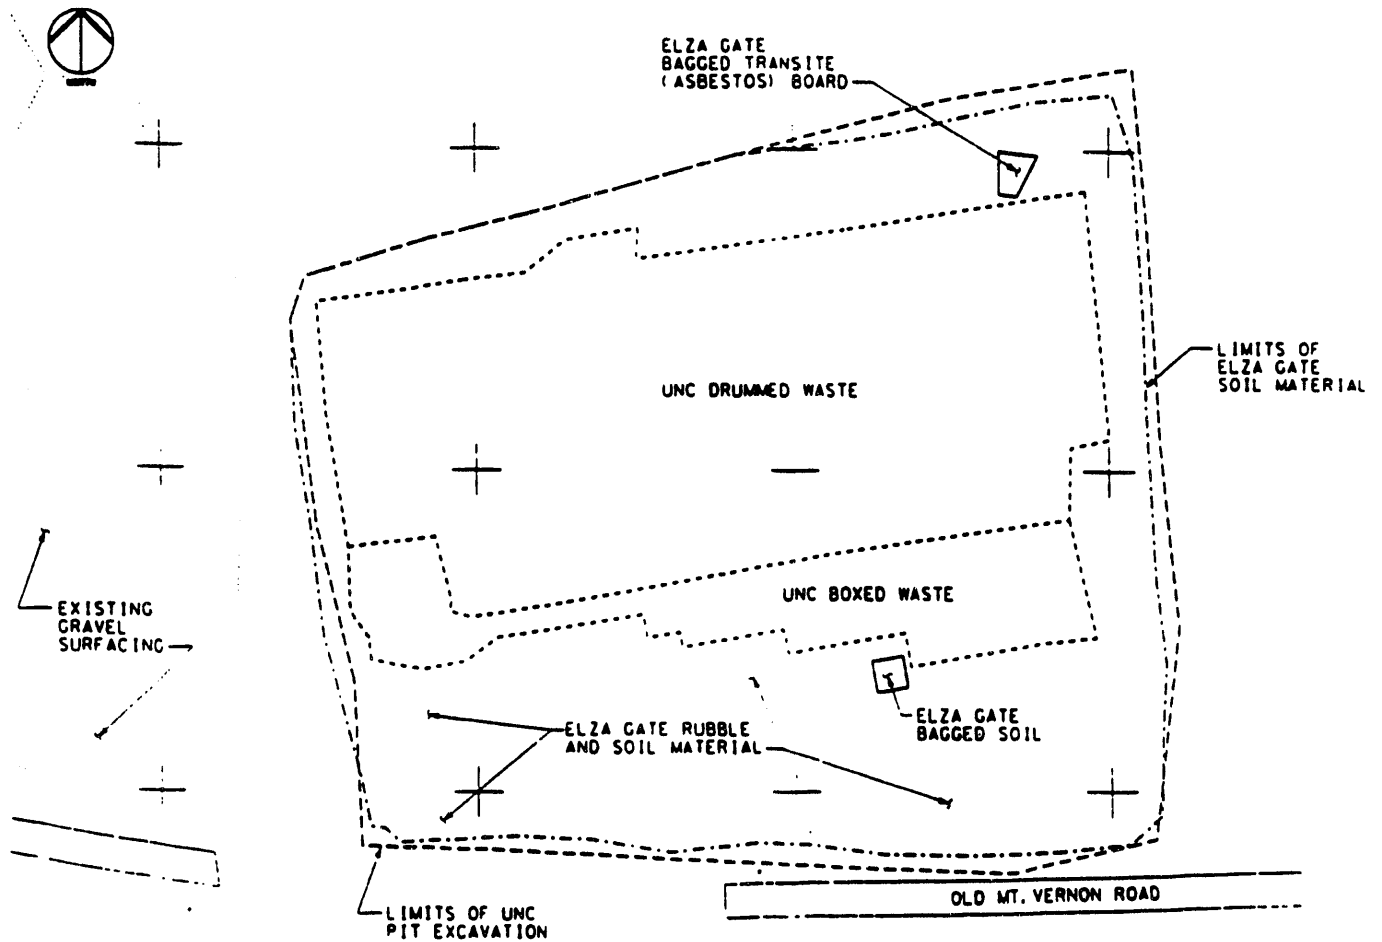 ELZA GATE
BAGGED TRANSITE
(ASBESTOS) BOARD
LIMITS OF
ELZA GATE
SOIL MATERIAL
UNC DRUMMED WASTE
UNC BOXED WASTE
EXISTING
GRAVEL
SURFACING
ELZA GATE RUBBLE
AND SOIL MATERIAL
ELZA GATE
BAGGED SOIL
OLD MT. VERNON ROAD
LIMITS OF UNC
PIT EXCAVATION